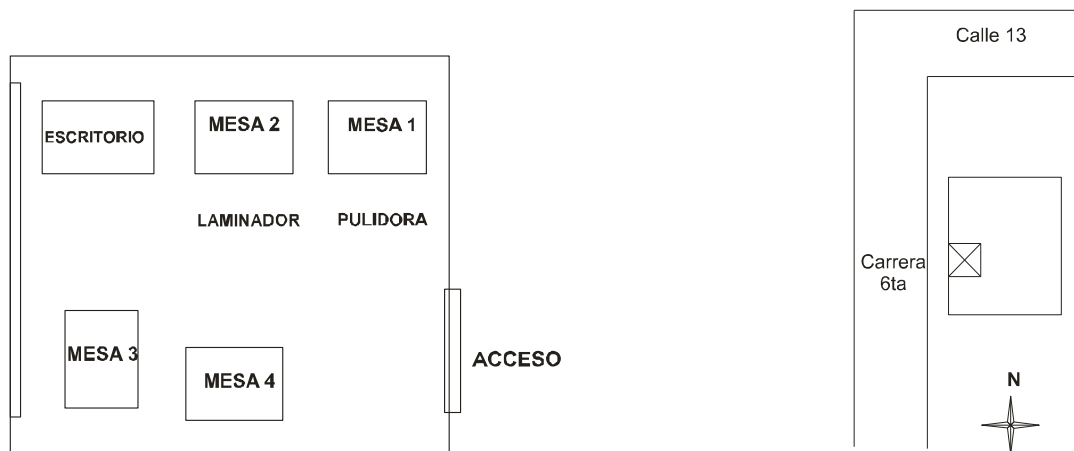 Calle 13
MESA 2
MESA 1
ESCRITORIO
LAMINADOR
PULIDORA
Carrera
6ta
MESA 3
ACCESO
MESA 4
N